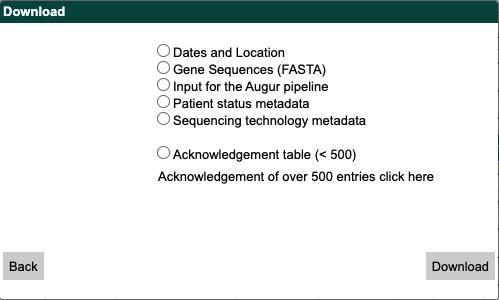 Download
Dates and Location
Gene Sequences (FASTA)
Input for the Augur pipeline
Patient status metadata
Sequencing technology metadata
Acknowledgement table (< 500)
Acknowledgement of over 500 entries click here
Back
Download